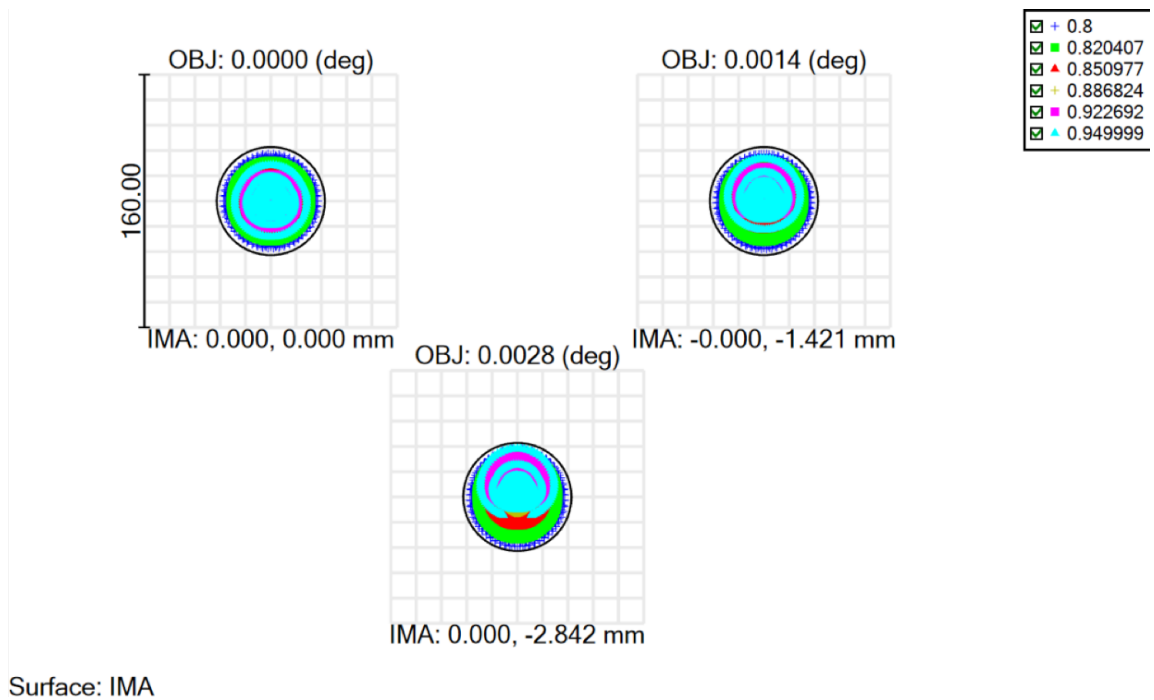 OBJ: 0.0000 (deg)
160.00
IMA: 0.000, 0.000 mm
OBJ: 0.0014 (deg)
IMA: -0.000, -1.421 mm
OBJ: 0.0028 (deg)
IMA: 0.000, -2.842 mm
0.8
0.820407
0.850977
0.886824
0.922692
0.949999
Surface: IMA